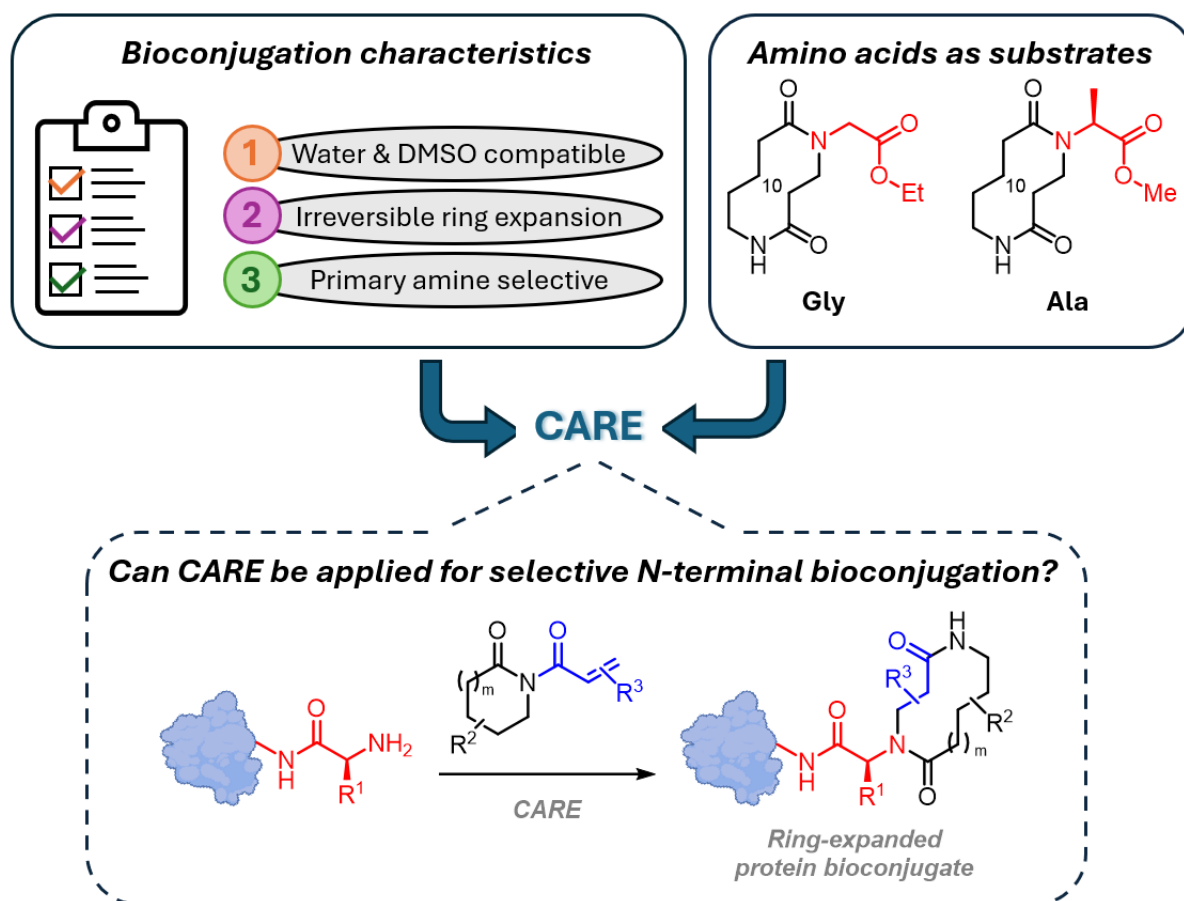 Bioconjugation characteristics
1 Water & DMSO compatible
2 Irreversible ring expansion
3 Primary amine selective
Amino acids as substrates
O
N
O
O
Et
10
N
H
O
Gly
O
N
O
O
Me
10
N
H
O
Ala
CARE
Can CARE be applied for selective N-terminal bioconjugation?
O
N
H
NH2
R1
O
O
( )m
N
R3
R2
CARE
H
N
O
R3
R2
O
N
N
H
R1
( )m
O
Ring-expanded
protein bioconjugate